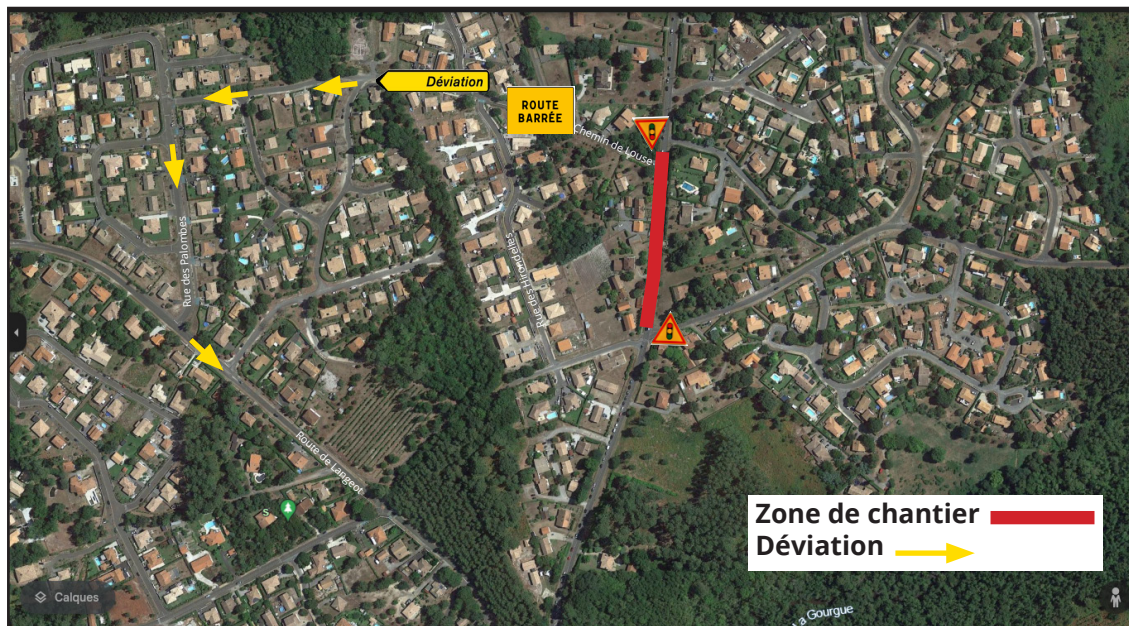 Déviation
ROUTE
BARRÉE
Chemin de Louse
Rue des Palombes
Rue des Hirondelles
Route de Langeot
S
Zone de chantier
Déviation
Calques
a Gourgue